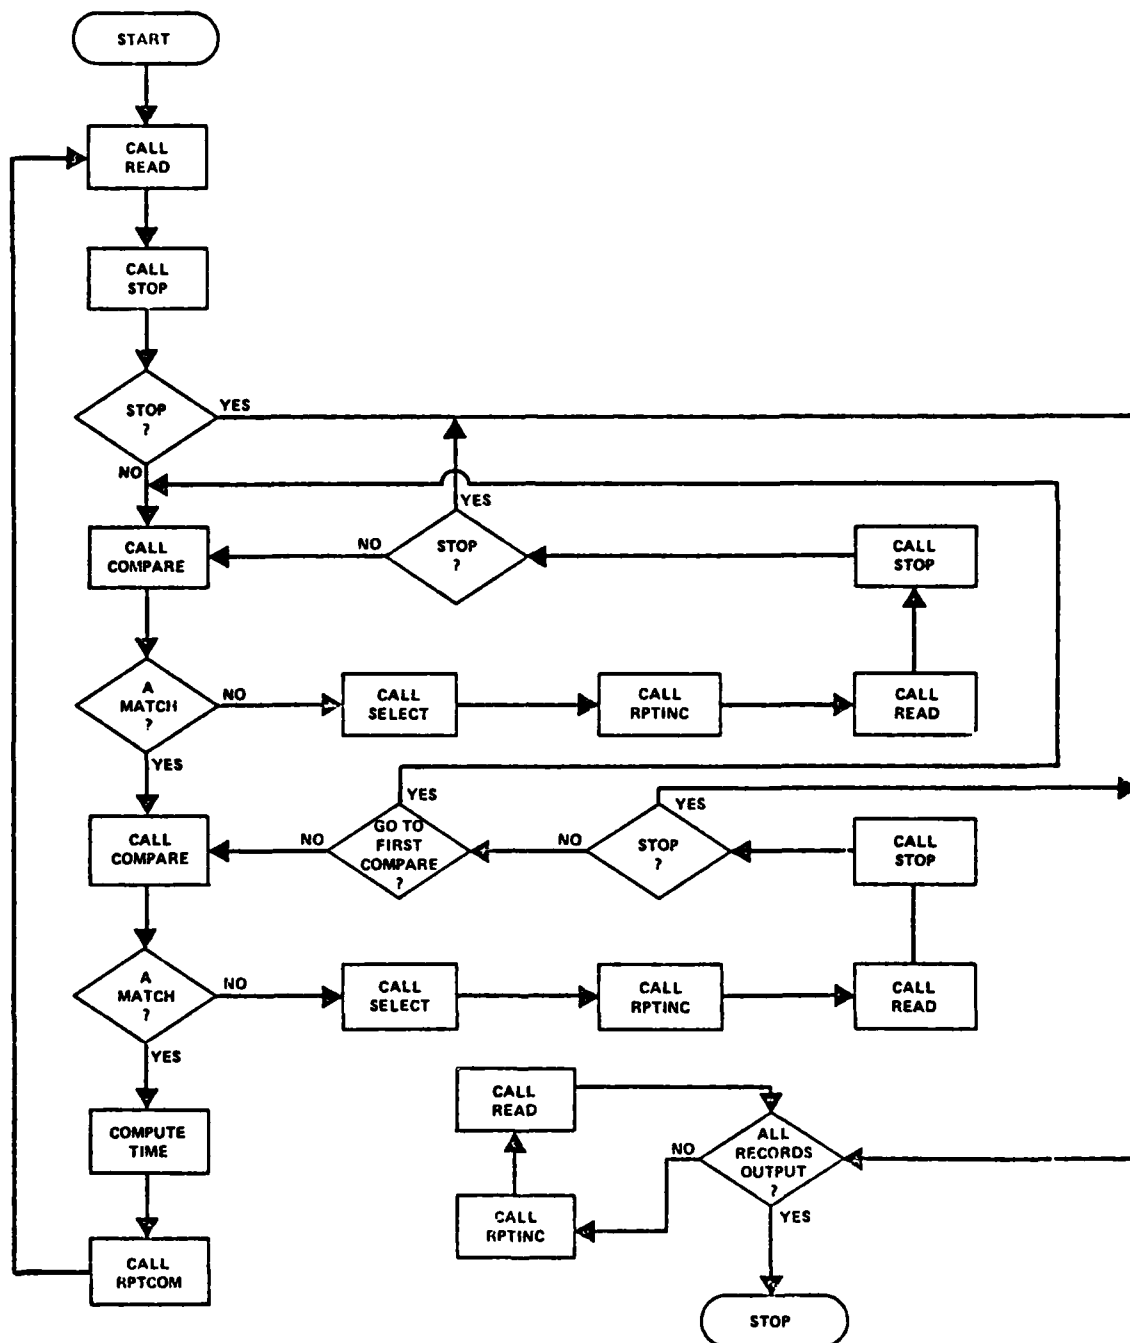 START
CALL
READ
CALL
STOP
STOP
?
YES
NO
YES
CALL
COMPARE
NO
STOP
?
CALL
STOP
A
MATCH
?
NO
CALL
SELECT
CALL
RPTINC
CALL
READ
YES
YES
YES
CALL
COMPARE
NO
GO TO
FIRST
COMPARE
?
NO
STOP
?
CALL
STOP
A
MATCH
?
NO
CALL
SELECT
CALL
RPTINC
CALL
READ
YES
CALL
READ
COMPUTE
TIME
NO
ALL
RECORDS
OUTPUT
?
CALL
RPTINC
YES
CALL
RPTCOM
STOP